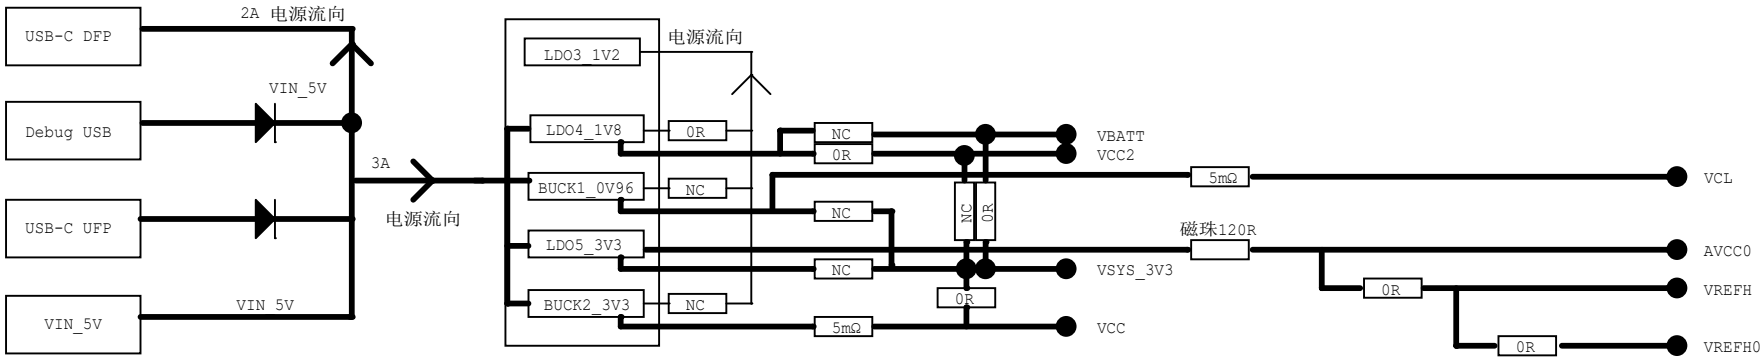 2A 电源流向
USB-C DFP
电源流向
LDO3_1V2
VIN_5V
Debug USB
LDO4_1V8
0R
NC
VBATT
0R
VCC2
3A
BUCK1_0V96
NC
5mΩ
VCL
电源流向
NC
NC
0R
USB-C UFP
磁珠120R
LDO5_3V3
AVCC0
NC
VSYS_3V3
0R
VREFH
VIN 5V
BUCK2_3V3
NC
0R
VIN_5V
5mΩ
VCC
0R
VREFH0